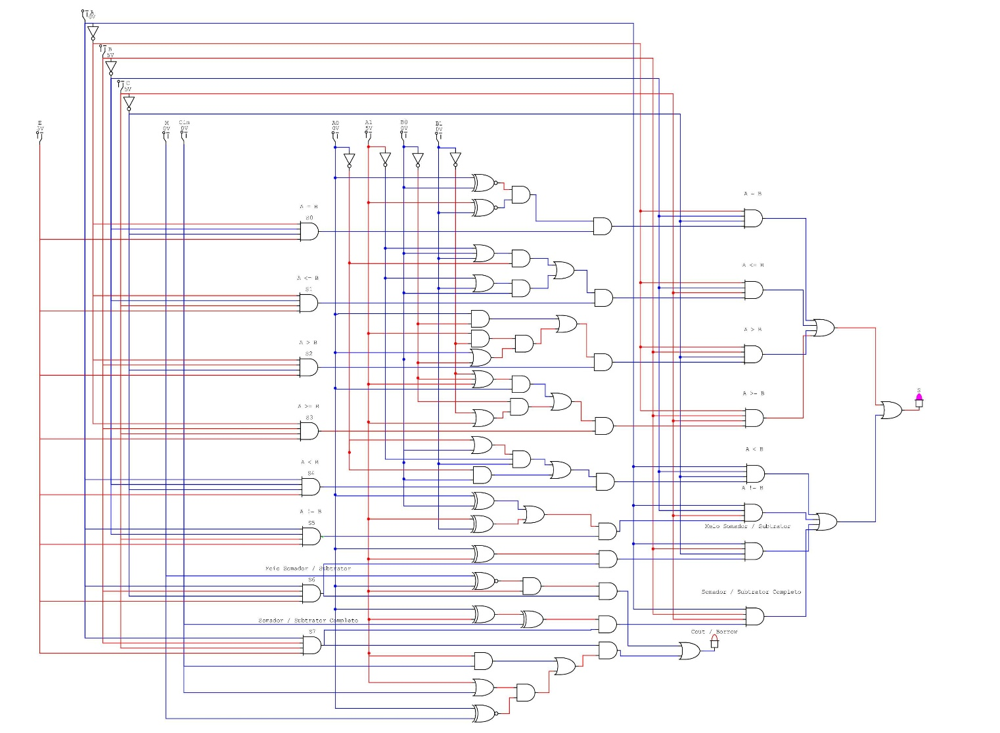 A
0V
B
5V
C
5V
E
5V
M
0V
Cin
0V
A0
0V
A1
5V
B0
0V
B1
0V
A = B
S0
A = B
A <= B
S1
A <= B
A > B
S2
A > B
A >= B
S3
A >= B
S
A < B
S4
A < B
A != B
A != B
S5
Meio Somador / Subtrator
Meio Somador / Subtrator
S6
Somador / Subtrator Completo
Somador / Subtrator Completo
S7
Cout / Borrow